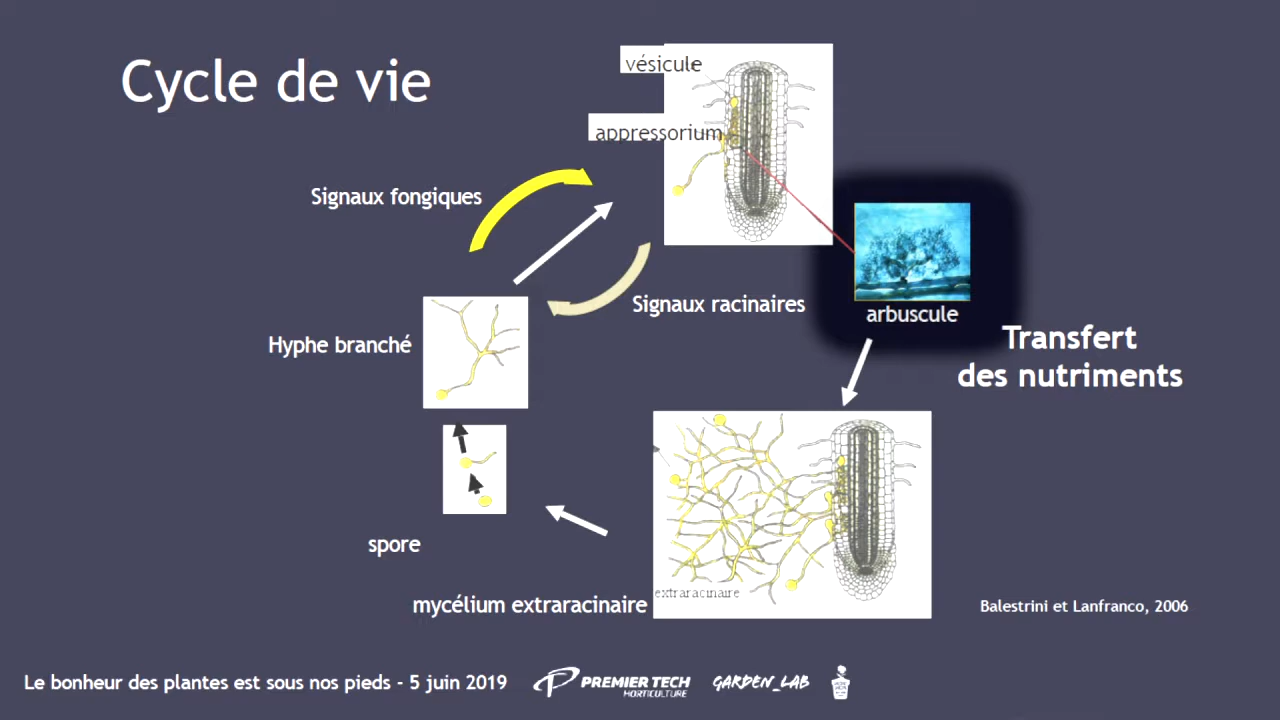 Cycle de vie
vésicule
appressorium
Signaux fongiques
Signaux racinaires
arbuscule
Hyphe branché
Transfert
des nutriments
spore
extraracinaire
mycélium extraracinaire
Balestrini et Lanfranco, 2006
Le bonheur des plantes est sous nos pieds - 5 juin 2019
PREMIER TECH
HORTICULTURE
GARDEN_LAB